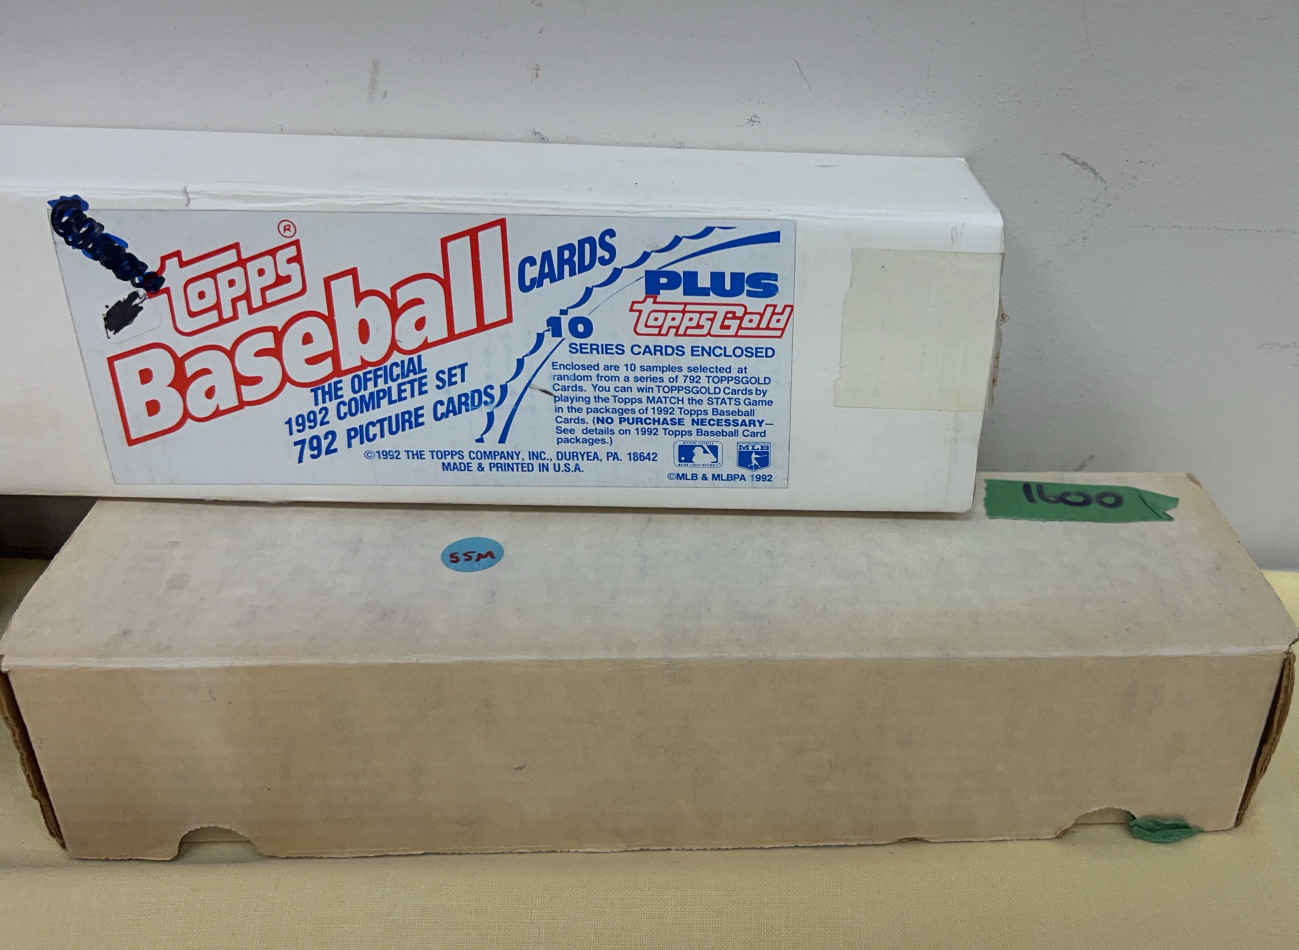 Topps®
Baseball
CARDS
THE OFFICIAL
1992 COMPLETE SET
792 PICTURE CARDS
PLUS
10
ToppsGold
SERIES CARDS ENCLOSED
Enclosed are 10 samples selected at
random from a series of 792 TOPPSGOLD
Cards. You can win TOPPSGOLD Cards by
playing the Topps MATCH the STATS Game
in the packages of 1992 Topps Baseball
Cards. (NO PURCHASE NECESSARY—
See details on 1992 Topps Baseball Card
packages.)
©1992 THE TOPPS COMPANY, INC., DURYEA, PA. 18642
MADE & PRINTED IN U.S.A.
MLB
©MLB & MLBPA 1992
1600
55M